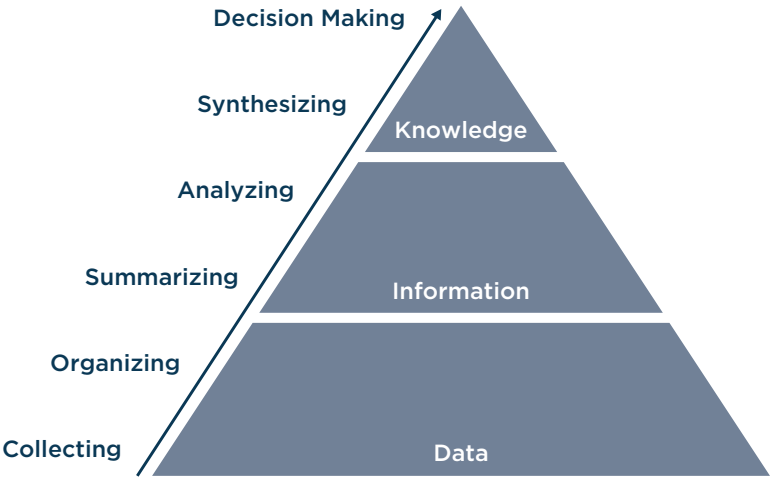 Decision Making
Synthesizing
Knowledge
Analyzing
Summarizing
Information
Organizing
Collecting
Data